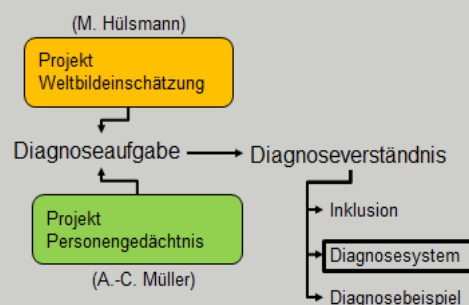 (M. Hülsmann)
Projekt
Weltbildeinschätzung
Diagnoseaufgabe
Diagnoseverständnis
Projekt
Personengedächtnis
(A.-C. Müller)
Inklusion
Diagnosesystem
Diagnosebeispiel